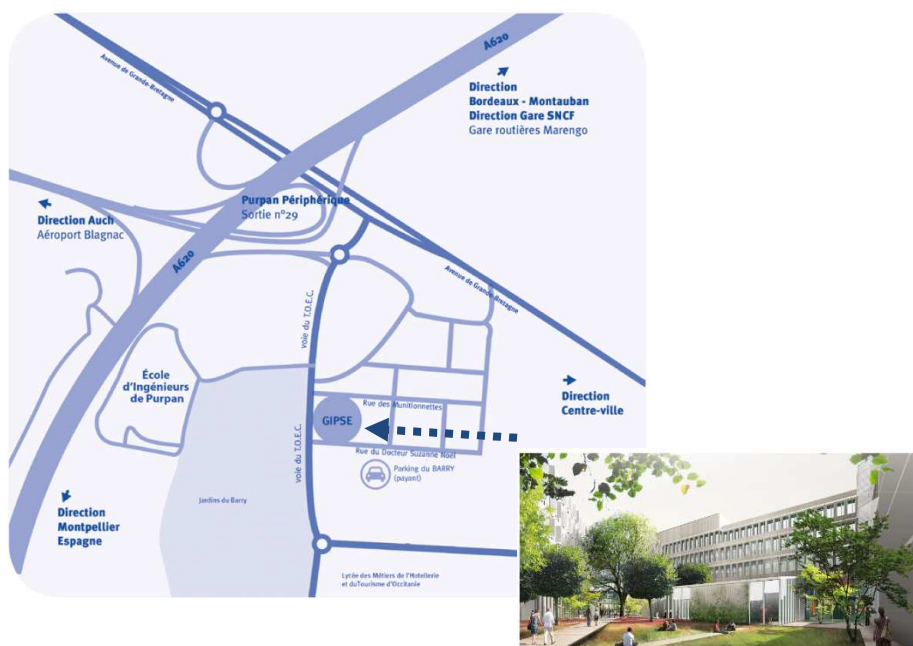 A620
Avenue de Grande-Bretagne
Direction
Bordeaux - Montauban
Direction Gare SNCF
Gare routières Marengo
Purpan Périphérique
Sortie n°29
Direction Auch
Aéroport Blagnac
A620
Avenue de Grande-Bretagne
voie du T.O.E.C.
École
d'Ingénieurs
de Purpan
Direction
Centre-ville
Rue des Munitionnettes
GIPSE
voie du T.O.E.C.
Rue du Docteur Suzanne Noël
Parking du BARRY
(payant)
Jardins du Barry
Direction
Montpellier
Espagne
Lycée des Métiers de l'Hotellerie
et duTourisme d'Occitanie